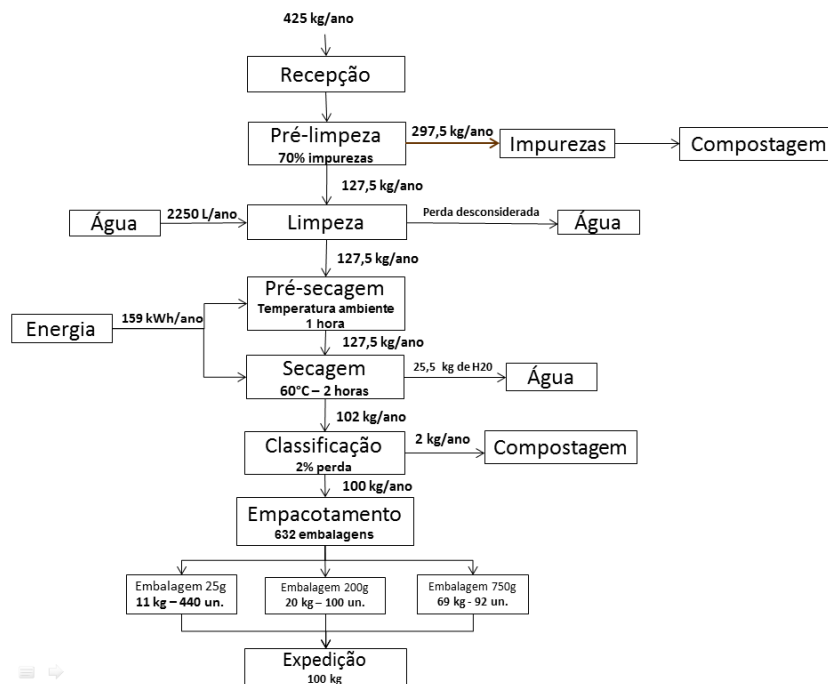 425 kg/ano
Recepção
Pré-limpeza
70% impurezas
297,5 kg/ano
Impurezas
Compostagem
127,5 kg/ano
Água
2250 L/ano
Limpeza
Perda desconsiderada
Água
127,5 kg/ano
Pré-secagem
Temperatura ambiente
1 hora
Energia
159 kWh/ano
127,5 kg/ano
Secagem
60°C – 2 horas
25,5 kg de H20
Água
102 kg/ano
Classificação
2% perda
2 kg/ano
Compostagem
100 kg/ano
Empacotamento
632 embalagens
Embalagem 25g
11 kg – 440 un.
Embalagem 200g
20 kg – 100 un.
Embalagem 750g
69 kg - 92 un.
Expedição
100 kg